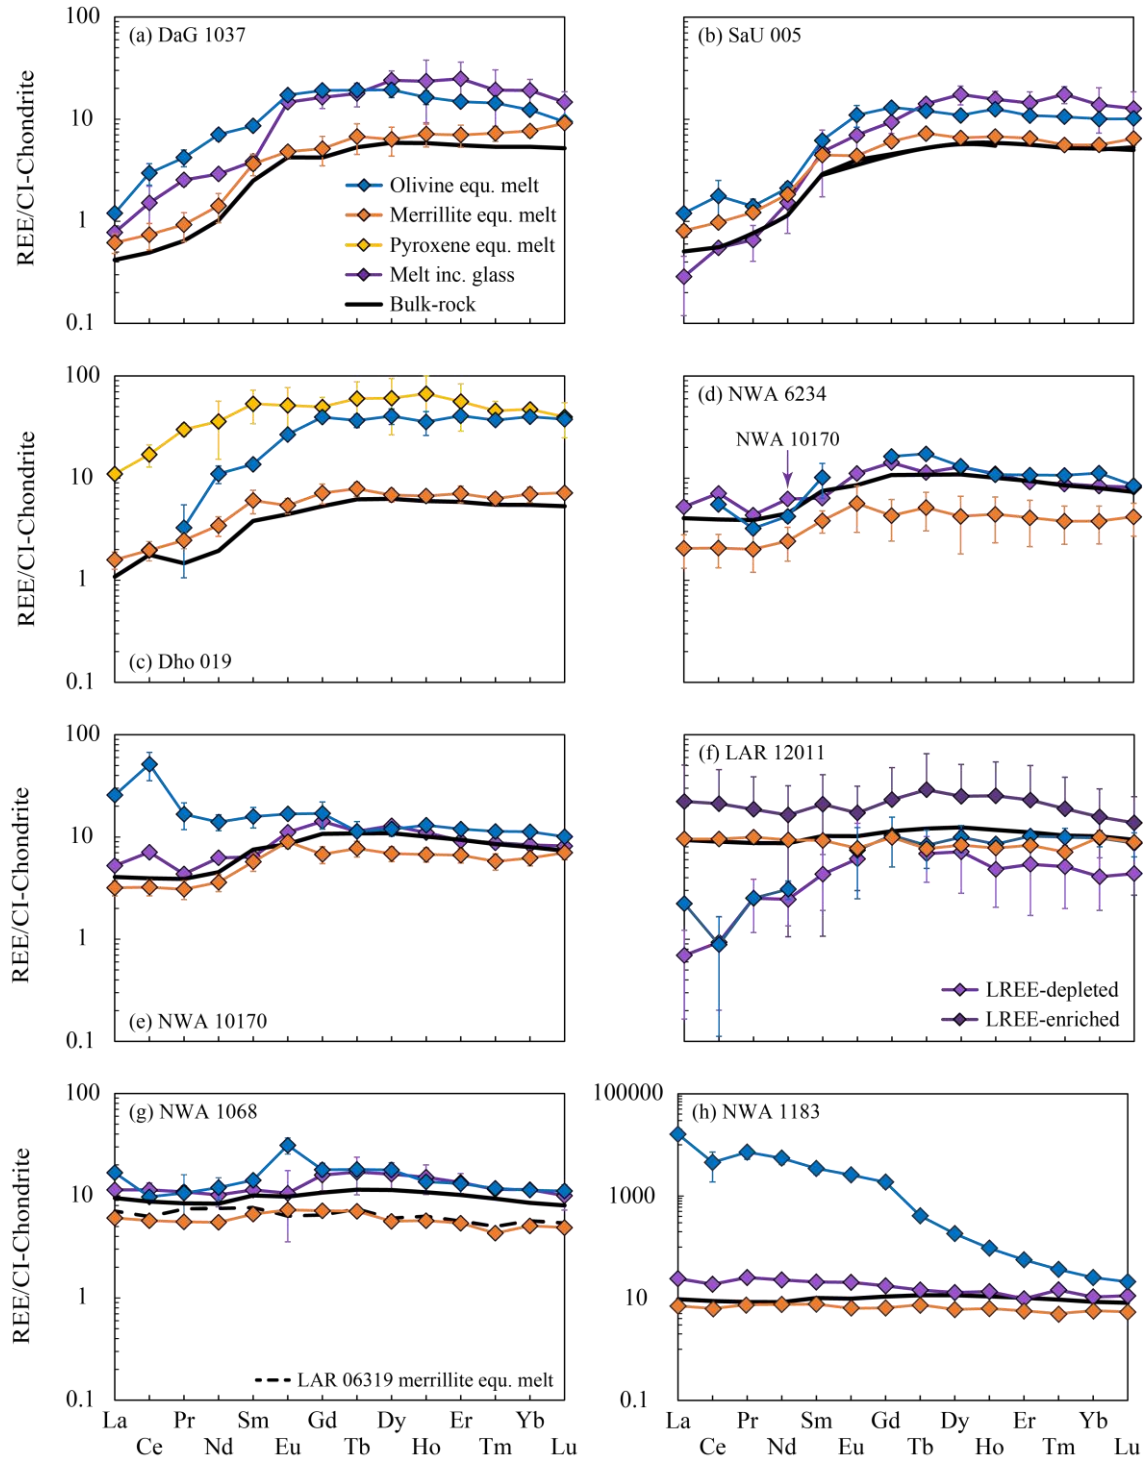 (a) DaG 1037
(b) SaU 005
100
10
1
0.1
REE/CI-Chondrite
Olivine equ. melt
Merrillite equ. melt
Pyroxene equ. melt
Melt inc. glass
Bulk-rock
(c) Dho 019
(d) NWA 6234
NWA 10170
100
10
1
0.1
REE/CI-Chondrite
(e) NWA 10170
(f) LAR 12011
LREE-depleted
LREE-enriched
100
10
1
0.1
REE/CI-Chondrite
(g) NWA 1068
LAR 06319 merrillite equ. melt
100
10
1
0.1
REE/CI-Chondrite
(h) NWA 1183
100000
1000
10
0.1
La Pr Sm Gd Dy Er Yb
Ce Nd Eu Tb Ho Tm Lu
La Pr Sm Gd Dy Er Yb
Ce Nd Eu Tb Ho Tm Lu